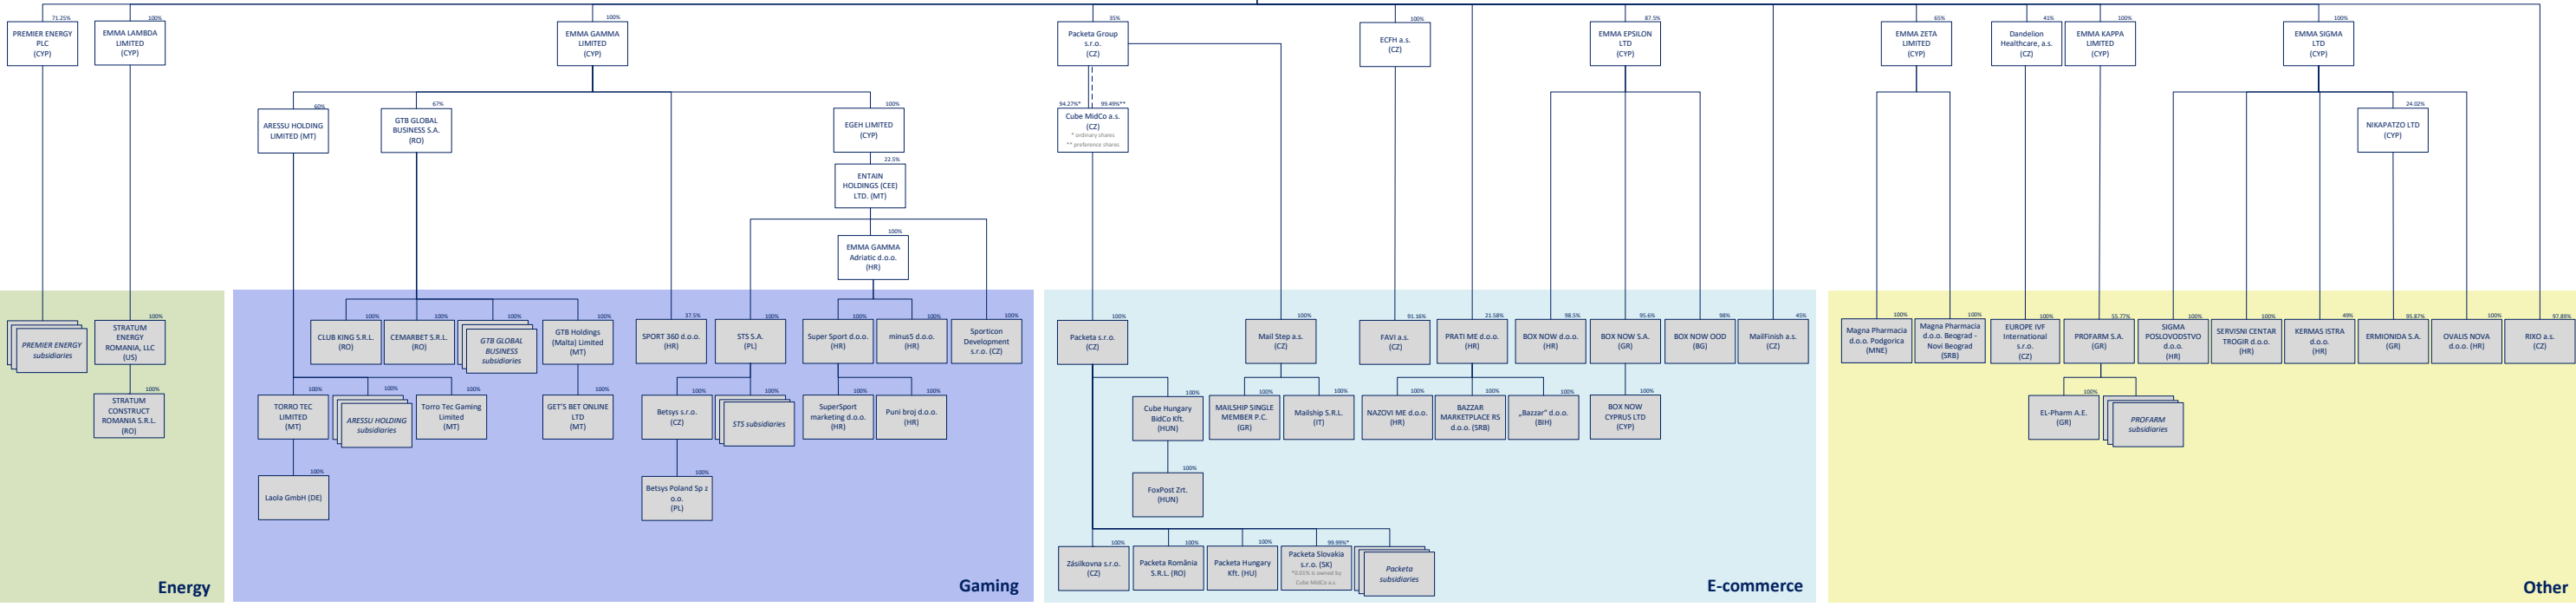 71.25%
PREMIER ENERGY
PLC
(CYP)
100%
EMMA LAMBDA
LIMITED
(CYP)
100%
EMMA GAMMA
LIMITED
(CYP)
35%
Packeta Group
s.r.o.
(CZ)
100%
ECFH a.s.
(CZ)
87.5%
EMMA EPSILON
LTD
(CYP)
65%
EMMA ZETA
LIMITED
(CYP)
41%
Dandelion
Healthcare, a.s.
(CZ)
100%
EMMA KAPPA
LIMITED
(CYP)
100%
EMMA SIGMA
LTD
(CYP)
60%
ARESSU HOLDING
LIMITED (MT)
67%
GTB GLOBAL
BUSINESS S.A.
(RO)
100%
EGEH LIMITED
(CYP)
94.27%*
99.49%**
Cube MidCo a.s.
(CZ)
* ordinary shares
** preference shares
24.02%
NIKAPATZO LTD
(CYP)
22.5%
ENTAIN
HOLDINGS (CEE)
LTD. (MT)
100%
EMMA GAMMA
Adriatic d.o.o.
(HR)
PREMIER ENERGY
subsidiaries
100%
STRATUM
ENERGY
ROMANIA, LLC
(US)
100%
STRATUM
CONSTRUCT
ROMANIA S.R.L.
(RO)
Energy
100%
CLUB KING S.R.L.
(RO)
100%
CEMARBET S.R.L.
(RO)
100%
GTB GLOBAL
BUSINESS
subsidiaries
100%
GTB Holdings
(Malta) Limited
(MT)
37.5%
SPORT 360 d.o.o.
(HR)
100%
STS S.A.
(PL)
100%
Super Sport d.o.o.
(HR)
100%
minus5 d.o.o.
(HR)
100%
Sporticon
Development
s.r.o. (CZ)
100%
TORRO TEC
LIMITED
(MT)
100%
ARESSU HOLDING
subsidiaries
100%
Torro Tec Gaming
Limited
(MT)
100%
GET'S BET ONLINE
LTD
(MT)
100%
Betsys s.r.o.
(CZ)
100%
STS subsidiaries
100%
SuperSport
marketing d.o.o.
(HR)
100%
Puni broj d.o.o.
(HR)
100%
Laola GmbH (DE)
100%
Betsys Poland Sp z
o.o.
(PL)
Gaming
100%
Packeta s.r.o.
(CZ)
100%
Mail Step a.s.
(CZ)
91.16%
FAVI a.s.
(CZ)
21.58%
PRATI ME d.o.o.
(HR)
98.5%
BOX NOW d.o.o.
(HR)
95.6%
BOX NOW S.A.
(GR)
98%
BOX NOW OOD
(BG)
45%
MailFinish a.s.
(CZ)
100%
Cube Hungary
BidCo Kft.
(HUN)
100%
MAILSHIP SINGLE
MEMBER P.C.
(GR)
100%
Mailship S.R.L.
(IT)
100%
NAZOVI ME d.o.o.
(HR)
100%
BAZZAR
MARKETPLACE RS
d.o.o. (SRB)
100%
„Bazzar" d.o.o.
(BIH)
100%
BOX NOW
CYPRUS LTD
(CYP)
100%
FoxPost Zrt.
(HUN)
100%
Zásilkovna s.r.o.
(CZ)
100%
Packeta România
S.R.L. (RO)
100%
Packeta Hungary
Kft. (HU)
99.99%*
Packeta Slovakia
s.r.o. (SK)
*0.01% is owned by
Cube MidCo a.s.
Packeta
subsidiaries
E-commerce
100%
Magna Pharmacia
d.o.o. Podgorica
(MNE)
100%
Magna Pharmacia
d.o.o. Beograd -
Novi Beograd
(SRB)
100%
EUROPE IVF
International
s.r.o.
(CZ)
55.77%
PROFARM S.A.
(GR)
100%
SIGMA
POSLOVODSTVO
d.o.o.
(HR)
100%
SERVISNI CENTAR
TROGIR d.o.o.
(HR)
49%
KERMAS ISTRA
d.o.o.
(HR)
95.87%
ERMIONIDA S.A.
(GR)
100%
OVALIS NOVA
d.o.o. (HR)
97.89%
RIXO a.s.
(CZ)
100%
EL-Pharm A.E.
(GR)
100%
PROFARM
subsidiaries
Other